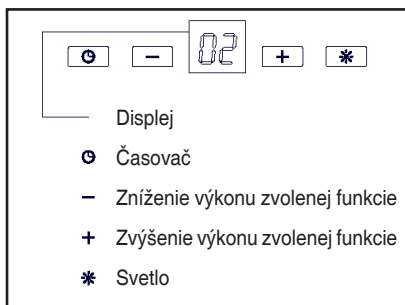 02
Displej
Časovač
− Zníženie výkonu zvolenej funkcie
+ Zvýšenie výkonu zvolenej funkcie
Svetlo